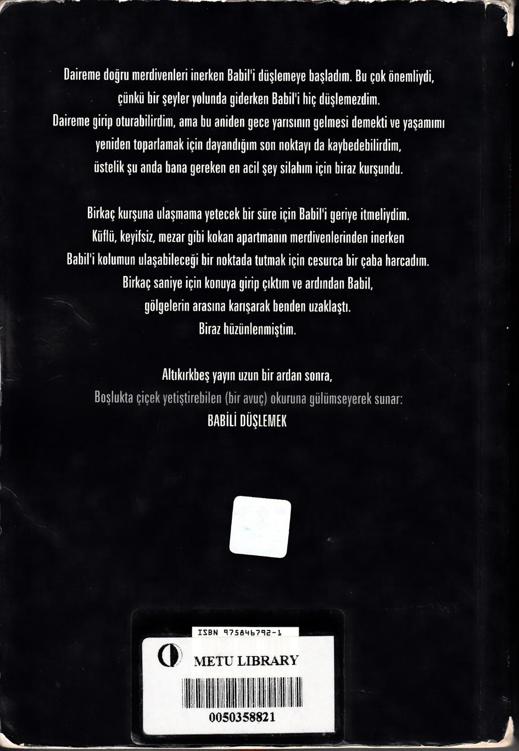 Daireme doğru merdivenleri inerken Babil'i düşlemeye başladım. Bu çok önemliydi,
çünkü bir şeyler yolunda giderken Babil'i hiç düşlemezdim.
Daireme girip oturabilirdim, ama bu aniden gece yarısının gelmesi demekti ve yaşamımı
yeniden toparlamak için dayandığım son noktayı da kaybedebilirdim,
üstelik şu anda bana gereken en acil şey silahım için biraz kurşundu.
Birkaç kurşuna ulaşmama yetecek bir süre için Babil'i geriye itmeliydim.
Küflü, keyifsiz, mezar gibi kokan apartmanın merdivenlerinden inerken
Babil'i kolumun ulaşabileceği bir noktada tutmak için cesurca bir çaba harcadım.
Birkaç saniye için konuya girip çıktım ve ardından Babil,
gölgelerin arasına karışarak benden uzaklaştı.
Biraz hüzünlenmiştim.
Altıkırkbeş yayın uzun bir ardan sonra,
Boşlukta çiçek yetiştirebilen (bir avuç) okuruna gülümseyerek sunar:
BABİLİ DÜŞLEMEK
ISBN 975846792-1
METU LIBRARY
0050358821